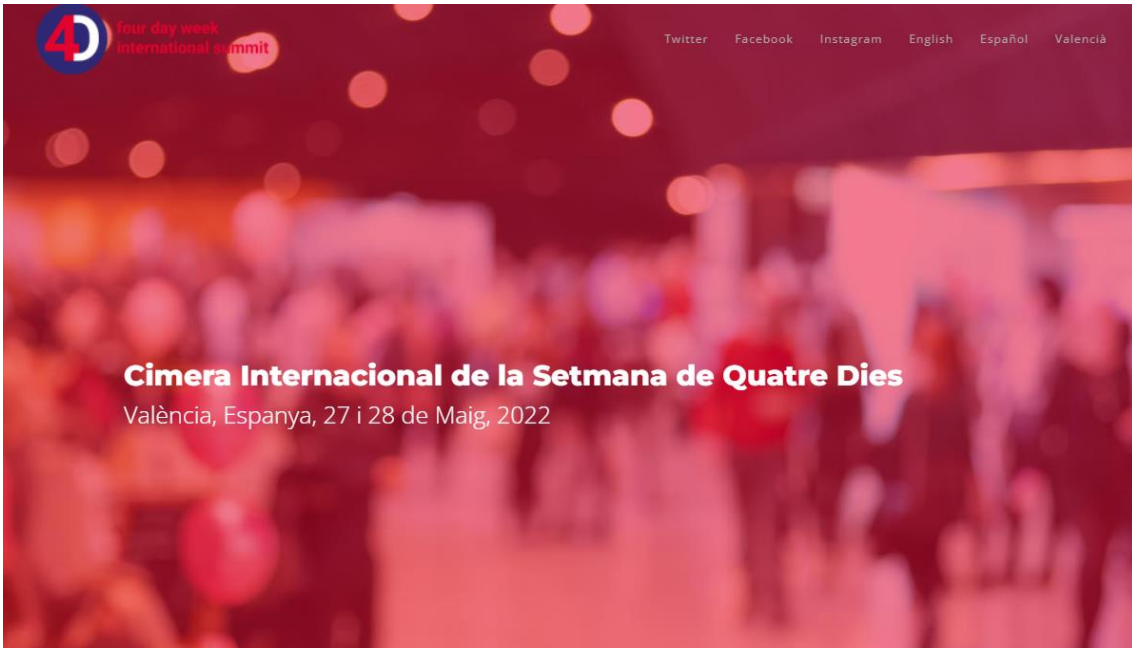 4D
four day week
international summit
Twitter Facebook Instagram English Español Valencià
Cimera Internacional de la Setmana de Quatre Dies
València, Espanya, 27 i 28 de Maig, 2022